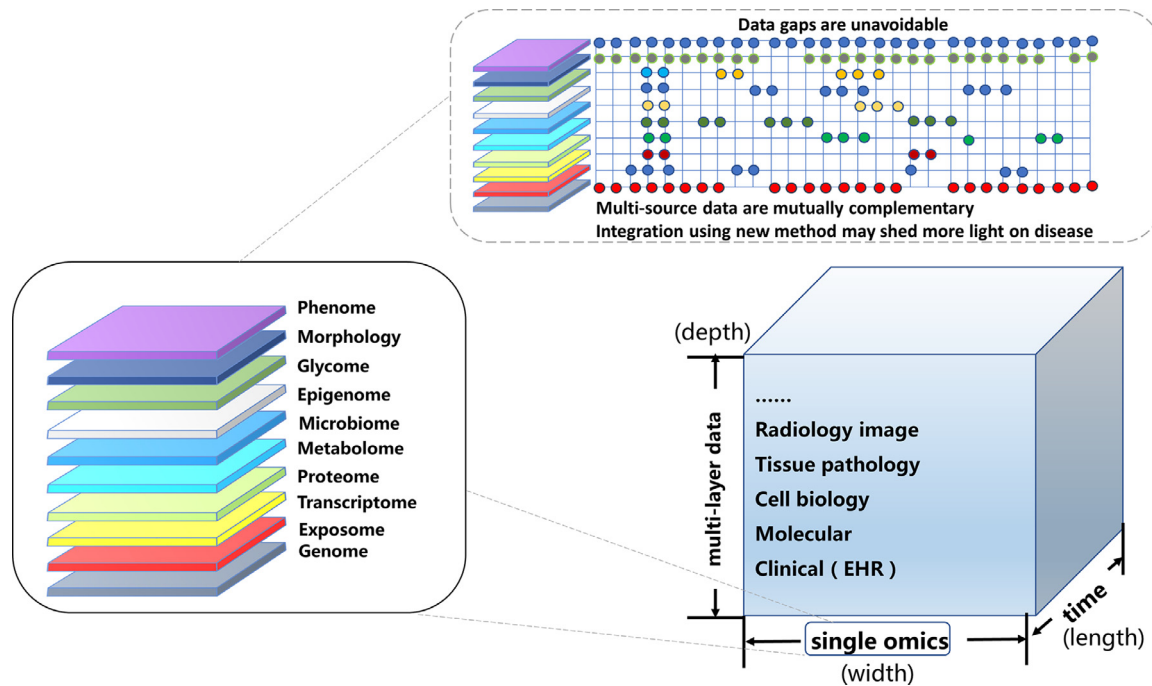 Data gaps are unavoidable
Multi-source data are mutually complementary
Integration using new method may shed more light on disease
Phenome
Morphology
Glycome
Epigenome
Microbiome
Metabolome
Proteome
Transcriptome
Exposome
Genome
(depth)
multi-layer data
......
Radiology image
Tissue pathology
Cell biology
Molecular
Clinical ( EHR )
single omics
(width)
time
(length)